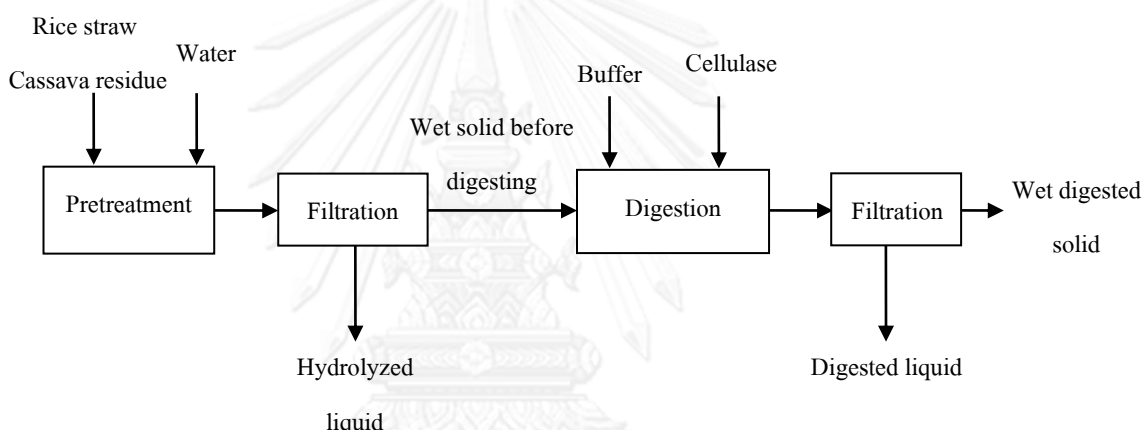 Rice straw
Cassava residue
Water
Pretreatment
Filtration
Hydrolyzed
liquid
Wet solid before
digesting
Buffer
Cellulase
Digestion
Filtration
Digested liquid
Wet digested
solid